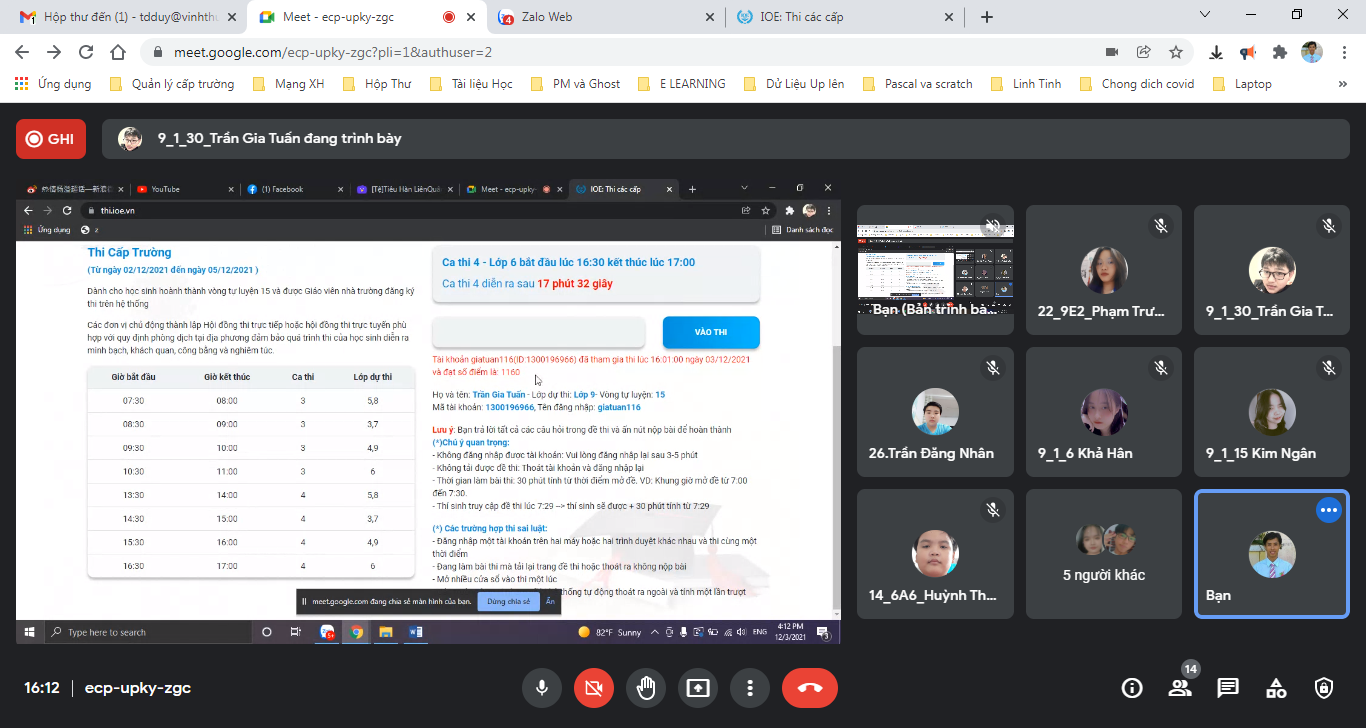 Hộp thư đến (1) - tdduy@vinhthu
Meet - ecp-upky-zgc
Zalo Web
IOE: Thi các cấp
meet.google.com/ecp-upky-zgc?pli=1&authuser=2
Ứng dụng
Quản lý cấp trường
Mạng XH
Hộp Thư
Tài liệu Học
PM và Ghost
E LEARNING
Dử Liệu Up lên
Pascal va scratch
Linh Tinh
Chong dich covid
Laptop
GHI
9_1_30_Trần Gia Tuấn đang trình bày
YouTube
(1) Facebook
Meet - ecp-upky-
IOE: Thi các cấp
thi.ioe.vn
Ứng dụng
2
Danh sách đọc
Thi Cấp Trường
(Từ ngày 02/12/2021 đến ngày 05/12/2021 )
Dành cho học sinh hoành thành vòng tự luyện 15 và được Giáo viên nhà trường đăng ký
thi trên hệ thống
Các đơn vị chủ động thành lập Hội đồng thi trực tiếp hoặc hội đồng thi trực tuyến phù
hợp với quy định phòng dịch tại địa phương đảm bảo quá trình thi của học sinh diễn ra
minh bạch, khách quan, công bằng và nghiêm túc.
Giờ bắt đầu Giờ kết thúc Ca thi Lớp dự thi
07:30 08:00 3 5,8
08:30 09:00 3 3,7
09:30 10:00 3 4,9
10:30 11:00 3 6
13:30 14:00 4 5,8
14:30 15:00 4 3,7
15:30 16:00 4 4,9
16:30 17:00 4 6
Ca thi 4 - Lớp 6 bắt đầu lúc 16:30 kết thúc lúc 17:00
Ca thi 4 diễn ra sau 17 phút 32 giây
VÀO THI
Tài khoản giatuan116(ID:1300196966) đã tham gia thi lúc 16:01:00 ngày 03/12/2021
và đạt số điểm là: 1160
Họ và tên: Trần Gia Tuấn - Lớp dự thi: Lớp 9- Vòng tự luyện: 15
Mã tài khoản: 1300196966, Tên đăng nhập: giatuan116
Lưu ý: Bạn trả lời tất cả các câu hỏi trong đề thi và ấn nút nộp bài để hoàn thành
(*)Chú ý quan trọng:
- Không đăng nhập được tài khoản: Vui lòng đăng nhập lại sau 3-5 phút
- Không tải được đề thi: Thoát tài khoản và đăng nhập lại
- Thời gian làm bài thi: 30 phút tính từ thời điểm mở đề. VD: Khung giờ mở đề từ 7:00
đến 7:30.
- Thí sinh truy cập đề thi lúc 7:29 --> thí sinh sẽ được + 30 phút tính từ 7:29
(*) Các trường hợp thi sai luật:
- Đăng nhập một tài khoản trên hai máy hoặc hai trình duyệt khác nhau và thi cùng một
thời điểm
- Đang làm bài thi mà tải lại trang đề thi hoặc thoát ra không nộp bài
- Mở nhiều cửa sổ vào thi một lúc
thống tự động thoát ra ngoài và tính một lần trượt
meet.google.com đang chia sẻ màn hình của bạn.
Dừng chia sẻ
Ẩn
Type here to search
82°F Sunny
ENG
4:12 PM
12/3/2021
3
Bạn (Bản trình bà...
22_9E2_Phạm Trư...
9_1_30_Trần Gia T...
26.Trần Đăng Nhân
9_1_6 Khả Hân
9_1_15 Kim Ngân
14_6A6_Huỳnh Th...
5 người khác
Bạn
16:12
ecp-upky-zgc
14